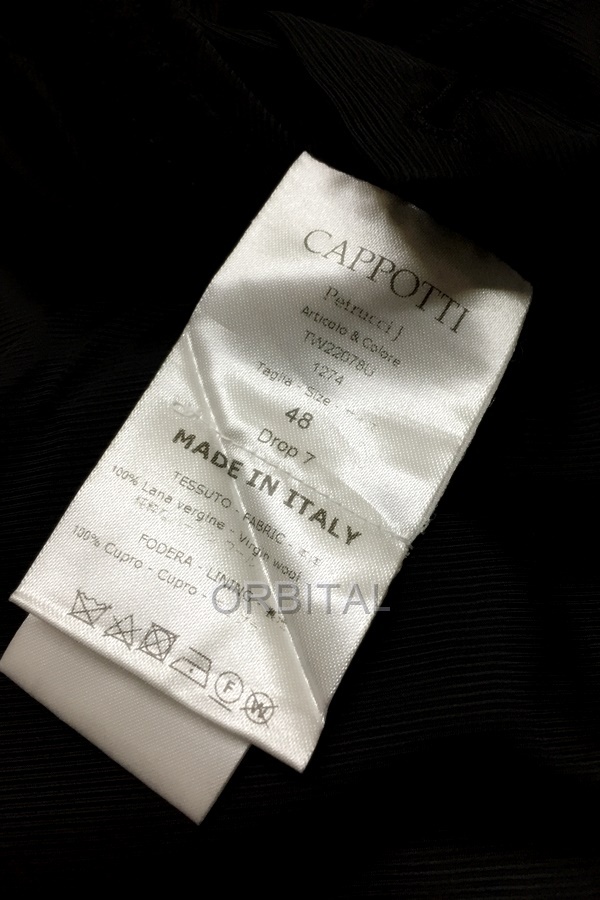 CAPPOTTI
Petrucci J
Articolo & Colore
TW22078U
1274
Taglia - Size -
48
Drop 7
MADE IN ITALY
TESSUTO - FABRIC -
100% Lana vergine - Virgin wool
FODERA - LINING -
100% Cupro - Cupro -
ORBITAL
F
W